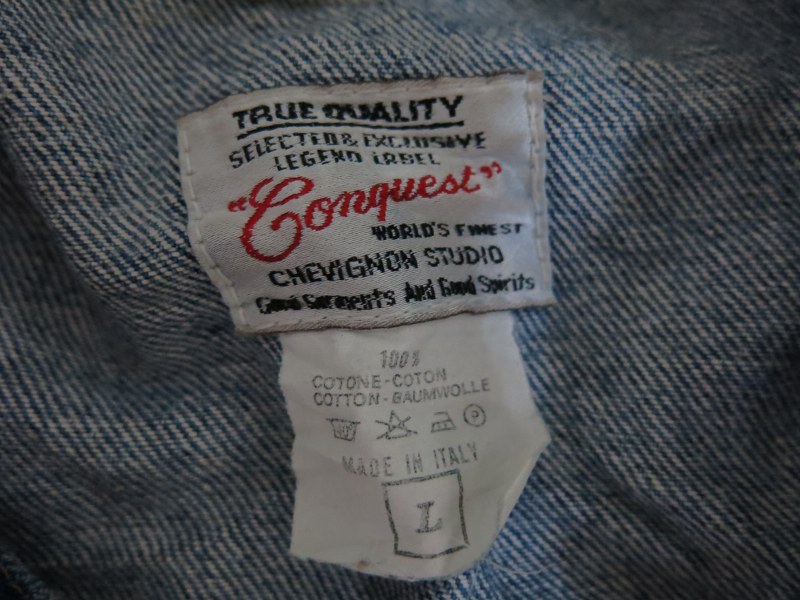 TRUE QUALITY
SELECTED & EXCLUSIVE
LEGEND LABEL
"Conquest"
WORLD'S FINEST
CHEVIGNON STUDIO
Good Garments And Good Spirits
100%
COTONE-COTON
COTTON-BAUMWOLLE
MADE IN ITALY
L